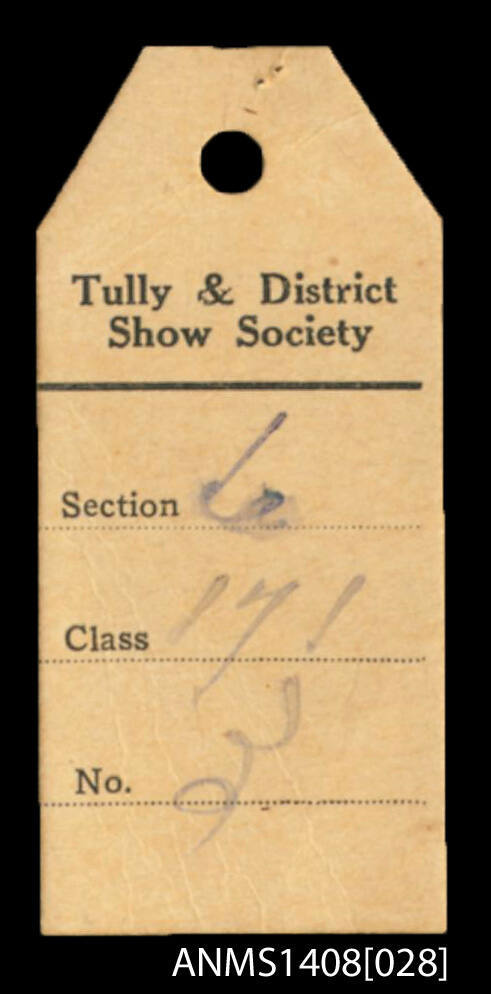 Tully & District
Show Society
Section 6
Class 171
No. 3
ANMS1408[028]